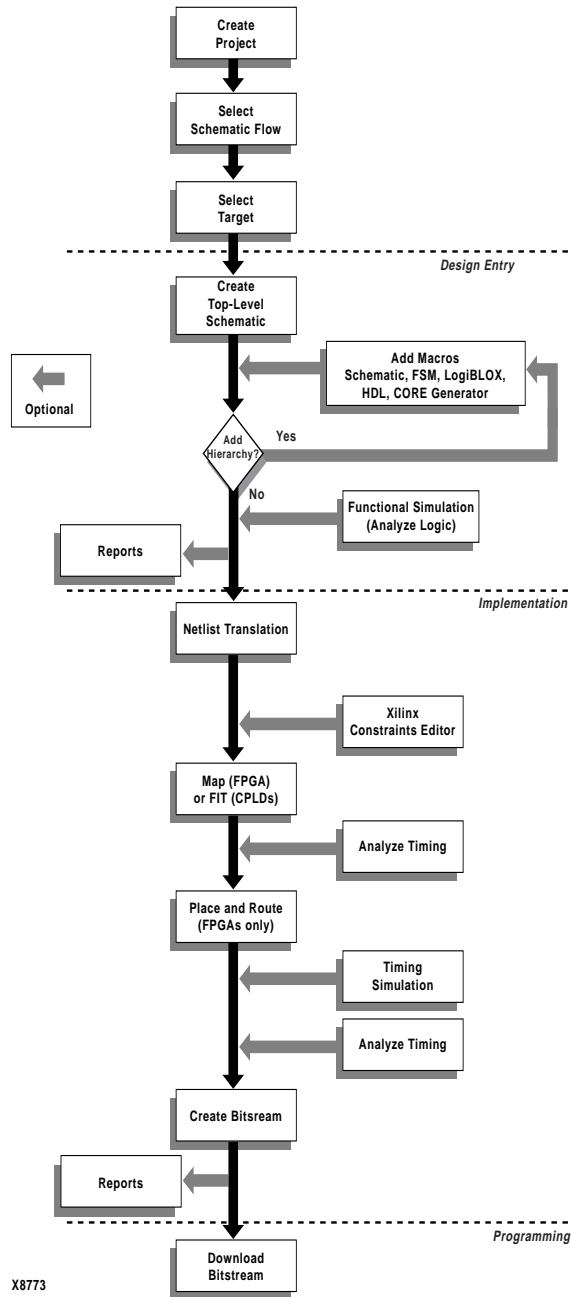 Create
Project
Select
Schematic Flow
Select
Target
Design Entry
Create
Top-Level
Schematic
Add Macros
Schematic, FSM, LogiBLOX,
HDL, CORE Generator
Optional
Add
Hierarchy?
Yes
No
Functional Simulation
(Analyze Logic)
Reports
Implementation
Netlist Translation
Xilinx
Constraints Editor
Map (FPGA)
or FIT (CPLDs)
Analyze Timing
Place and Route
(FPGAs only)
Timing
Simulation
Analyze Timing
Create Bitsream
Reports
Programming
Download
Bitstream
X8773